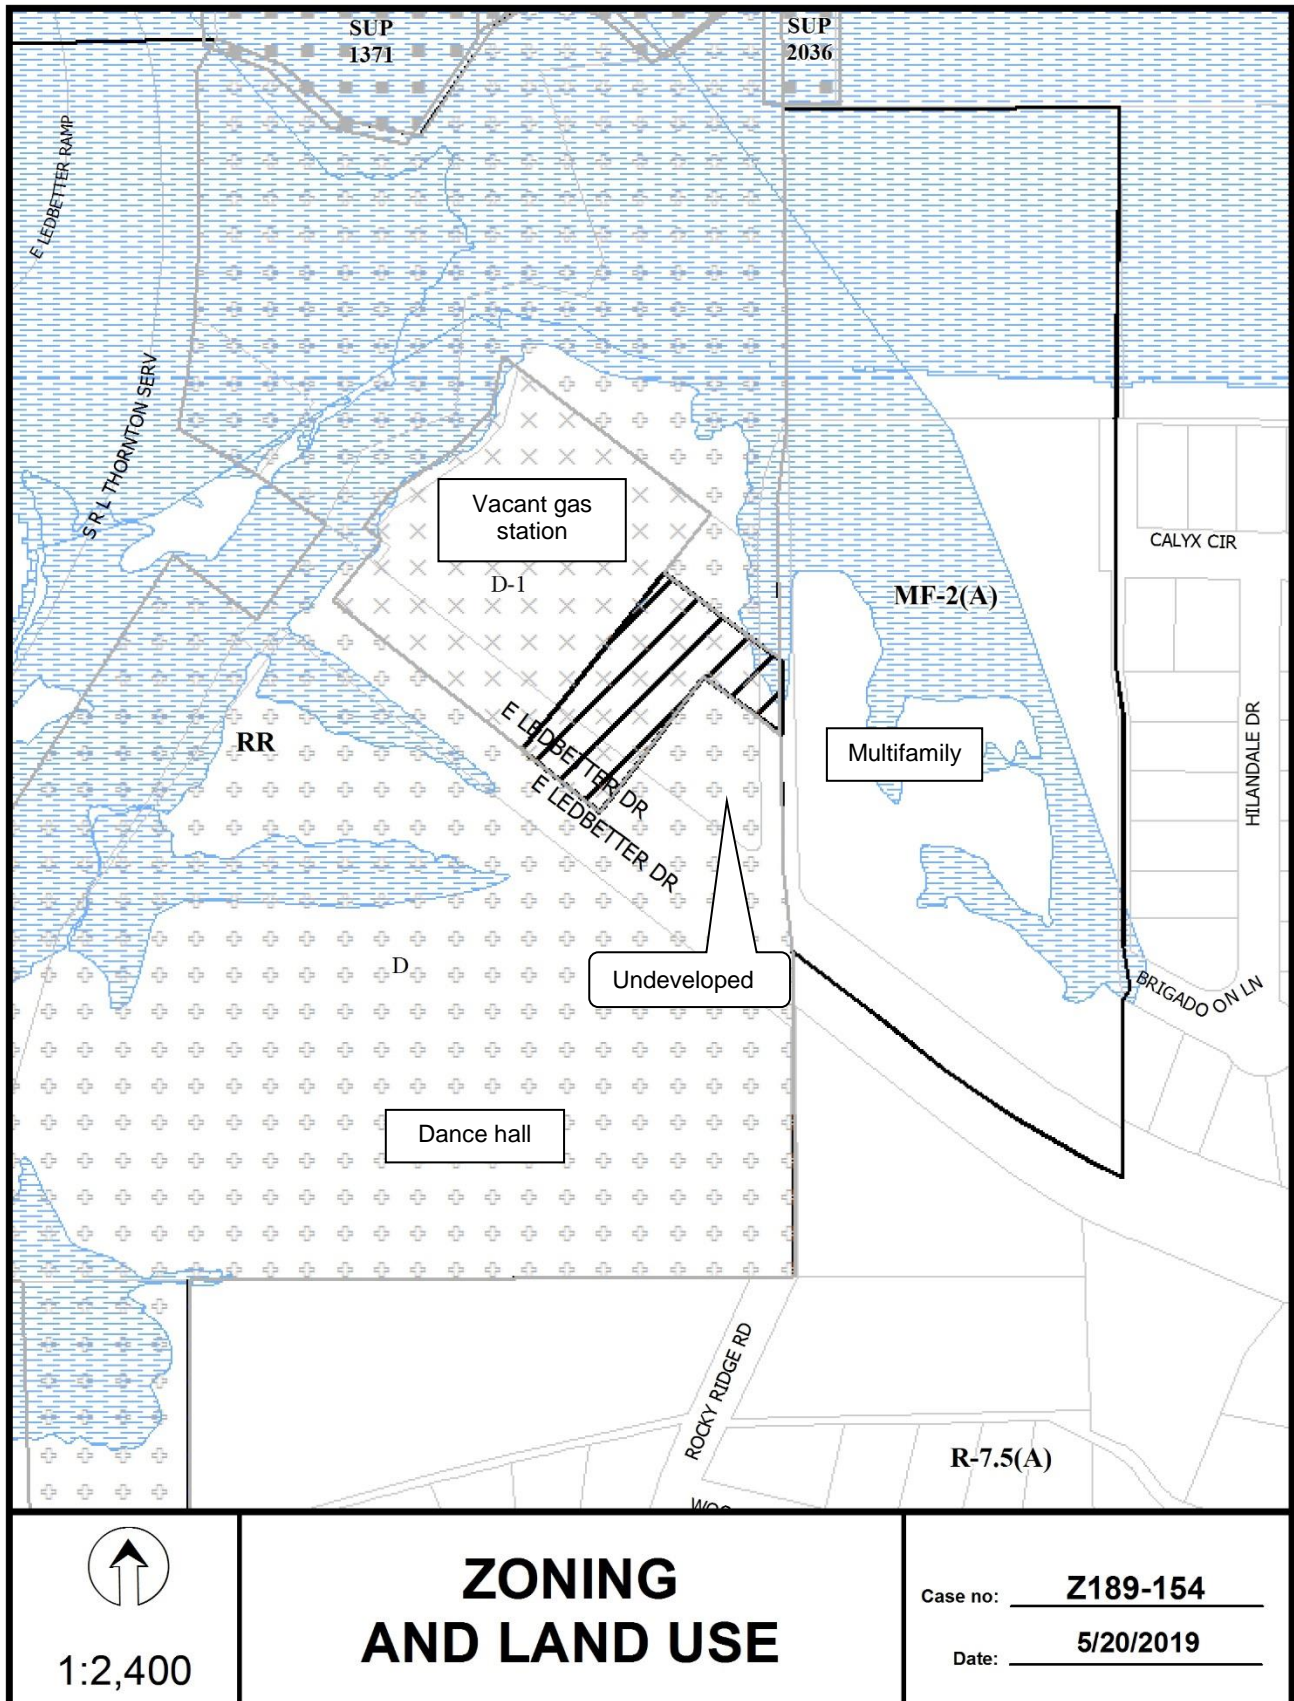 SUP
1371
SUP
2036
E LEDBETTER RAMP
S R L THORNTON SERV
Vacant gas
station
D-1
CALYX CIR
MF-2(A)
E LEDBETTER DR
E LEDBETTER DR
RR
Multifamily
HILANDALE DR
D
Undeveloped
BRIGADO ON LN
Dance hall
ROCKY RIDGE RD
R-7.5(A)
1:2,400
ZONING
AND LAND USE
Case no: Z189-154
Date: 5/20/2019